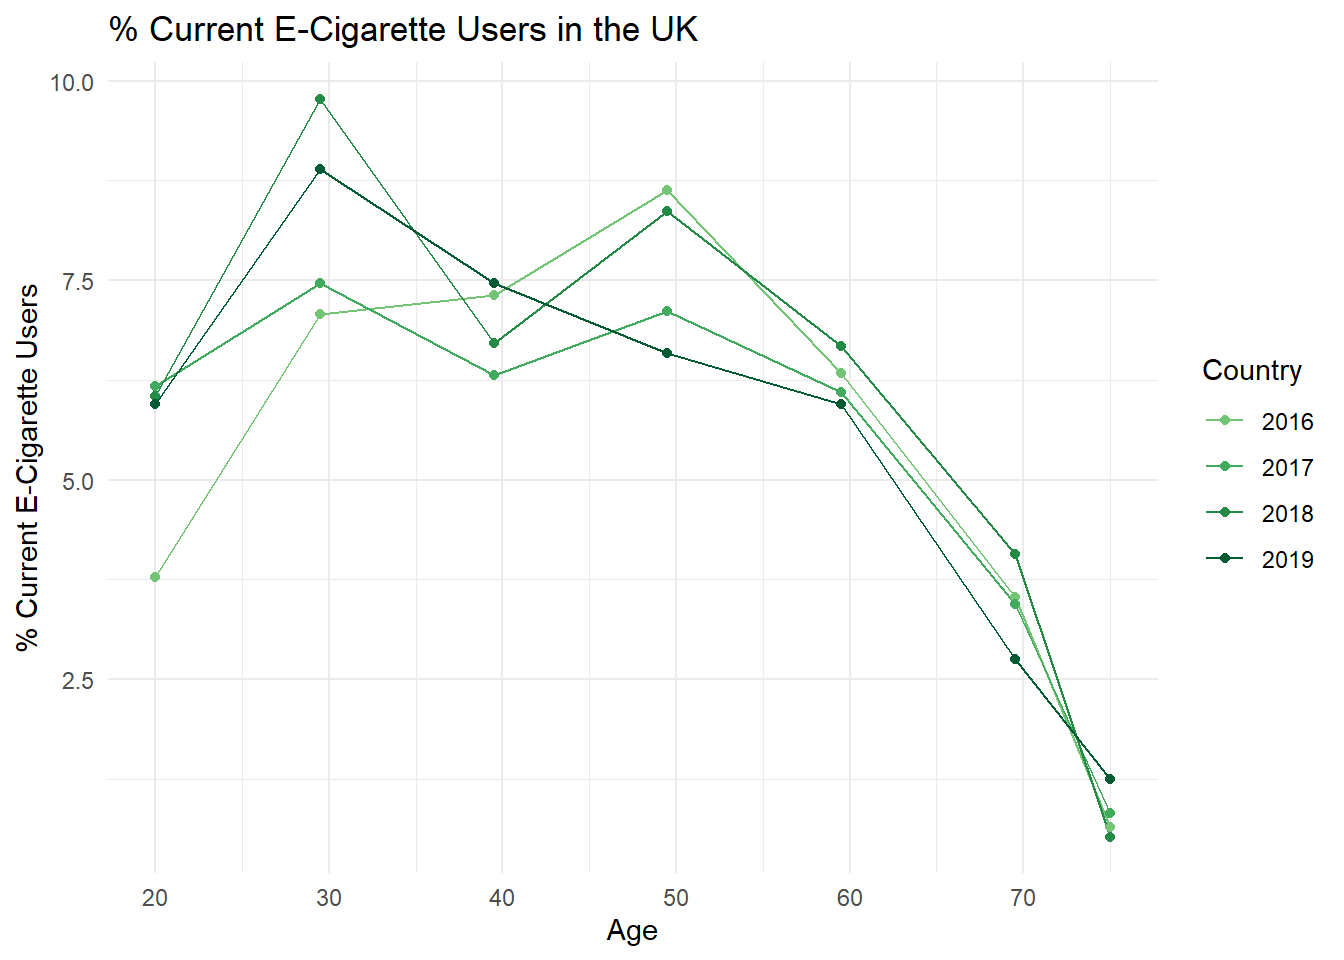 % Current E-Cigarette Users in the UK
% Current E-Cigarette Users
10.0
7.5
5.0
2.5
20 30 40 50 60 70
Age
Country
2016
2017
2018
2019